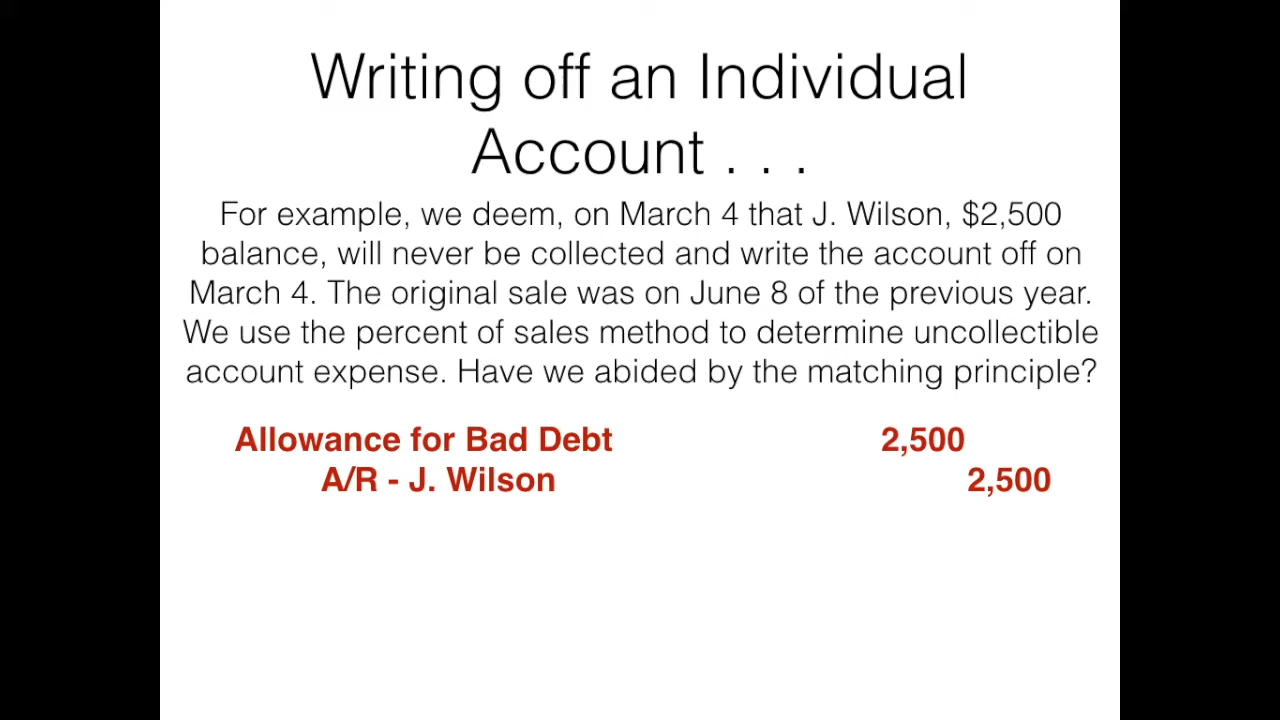 Writing off an Individual
Account . . .
For example, we deem, on March 4 that J. Wilson, $2,500
balance, will never be collected and write the account off on
March 4. The original sale was on June 8 of the previous year.
We use the percent of sales method to determine uncollectible
account expense. Have we abided by the matching principle?
Allowance for Bad Debt 2,500
A/R - J. Wilson 2,500